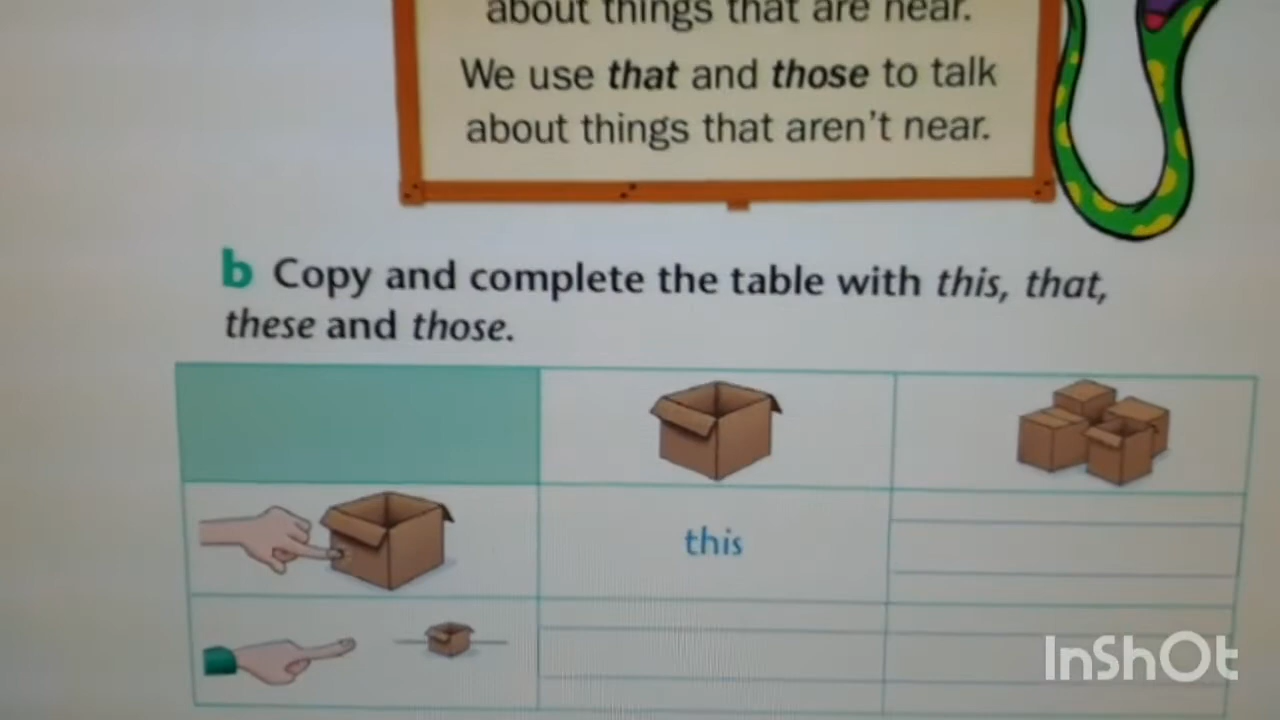 about things that are near.
We use that and those to talk
about things that aren't near.
b Copy and complete the table with this, that,
these and those.
this
InShOt